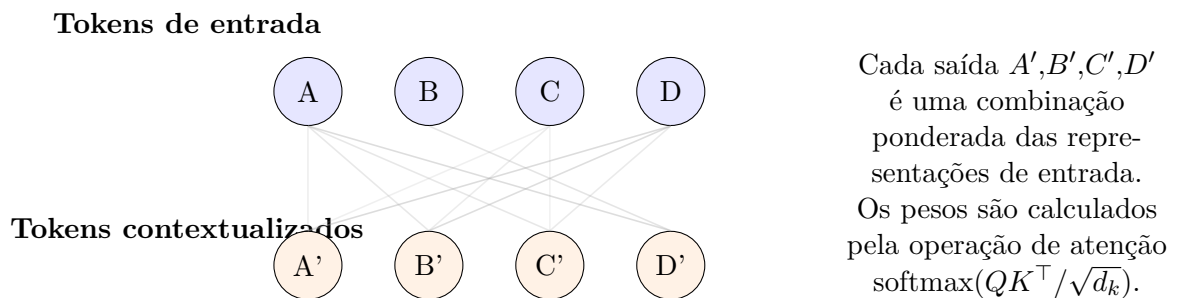 Tokens de entrada
A B C D
Tokens contextualizados
A' B' C' D'
Cada saída A′,B′,C′,D′
é uma combinação
ponderada das repre-
sentações de entrada.
Os pesos são calculados
pela operação de atenção
softmax(QK⊤/√dₖ).